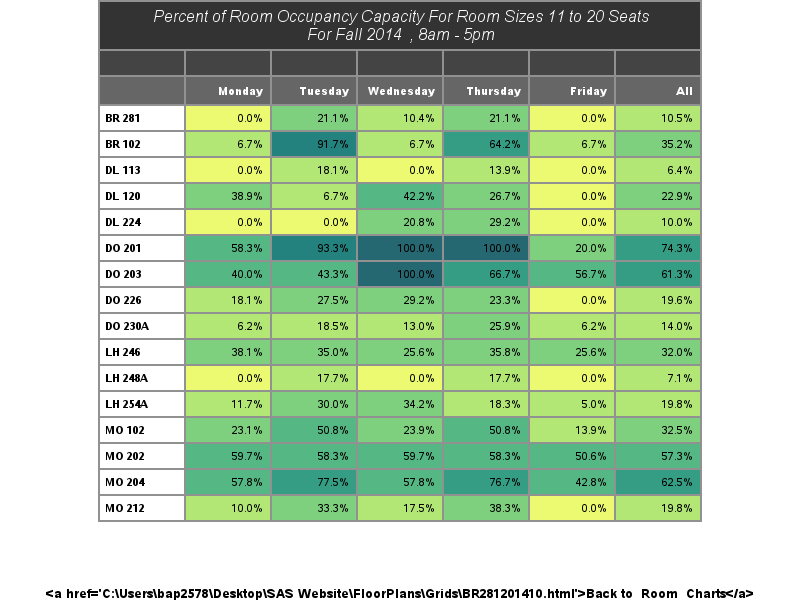 Percent of Room Occupancy Capacity For Room Sizes 11 to 20 Seats
For Fall 2014 , 8am - 5pm
Monday Tuesday Wednesday Thursday Friday All
BR 281 0.0% 21.1% 10.4% 21.1% 0.0% 10.5%
BR 102 6.7% 91.7% 6.7% 64.2% 6.7% 35.2%
DL 113 0.0% 18.1% 0.0% 13.9% 0.0% 6.4%
DL 120 38.9% 6.7% 42.2% 26.7% 0.0% 22.9%
DL 224 0.0% 0.0% 20.8% 29.2% 0.0% 10.0%
DO 201 58.3% 93.3% 100.0% 100.0% 20.0% 74.3%
DO 203 40.0% 43.3% 100.0% 66.7% 56.7% 61.3%
DO 226 18.1% 27.5% 29.2% 23.3% 0.0% 19.6%
DO 230A 6.2% 18.5% 13.0% 25.9% 6.2% 14.0%
LH 246 38.1% 35.0% 25.6% 35.8% 25.6% 32.0%
LH 248A 0.0% 17.7% 0.0% 17.7% 0.0% 7.1%
LH 254A 11.7% 30.0% 34.2% 18.3% 5.0% 19.8%
MO 102 23.1% 50.8% 23.9% 50.8% 13.9% 32.5%
MO 202 59.7% 58.3% 59.7% 58.3% 50.6% 57.3%
MO 204 57.8% 77.5% 57.8% 76.7% 42.8% 62.5%
MO 212 10.0% 33.3% 17.5% 38.3% 0.0% 19.8%
<a href='C:\Users\bap2578\Desktop\SAS Website\FloorPlans\Grids\BR281201410.html'>Back to Room Charts</a>